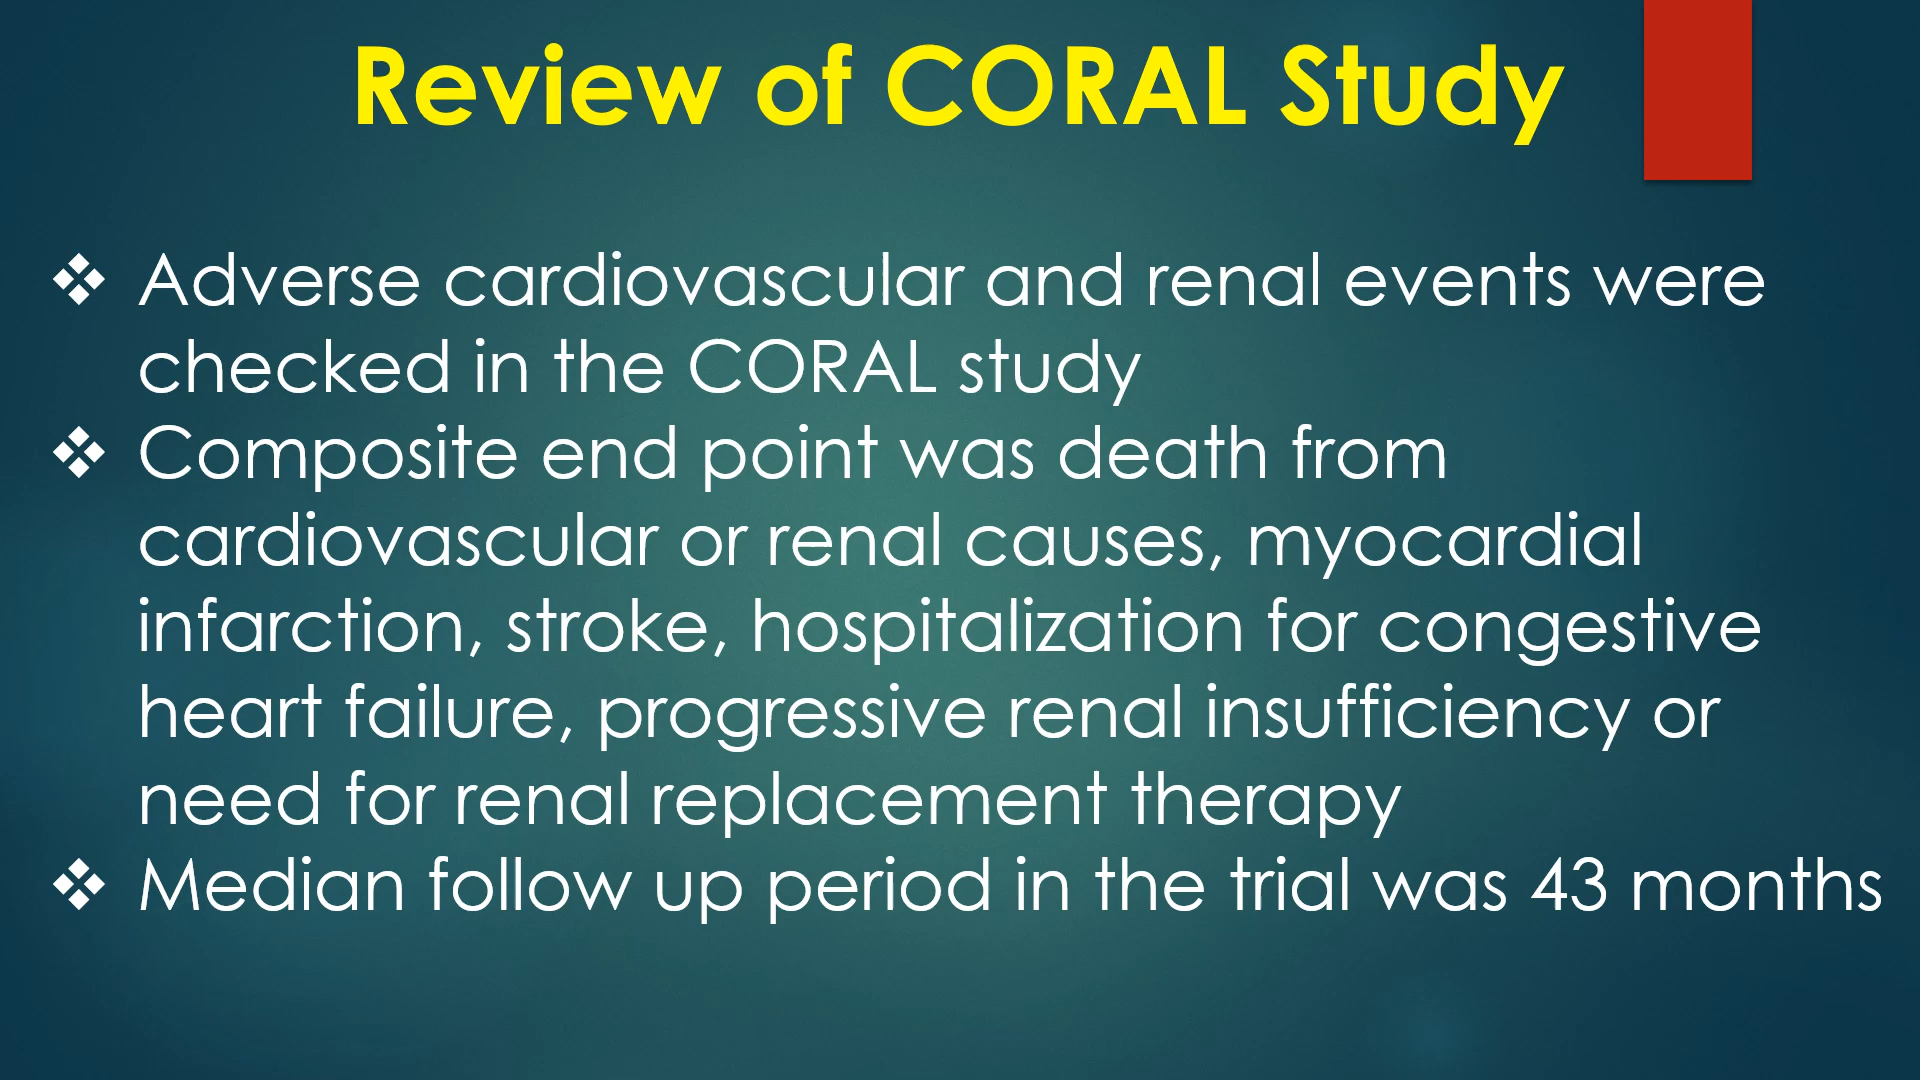 Review of CORAL Study
❖ Adverse cardiovascular and renal events were
checked in the CORAL study
❖ Composite end point was death from
cardiovascular or renal causes, myocardial
infarction, stroke, hospitalization for congestive
heart failure, progressive renal insufficiency or
need for renal replacement therapy
❖ Median follow up period in the trial was 43 months